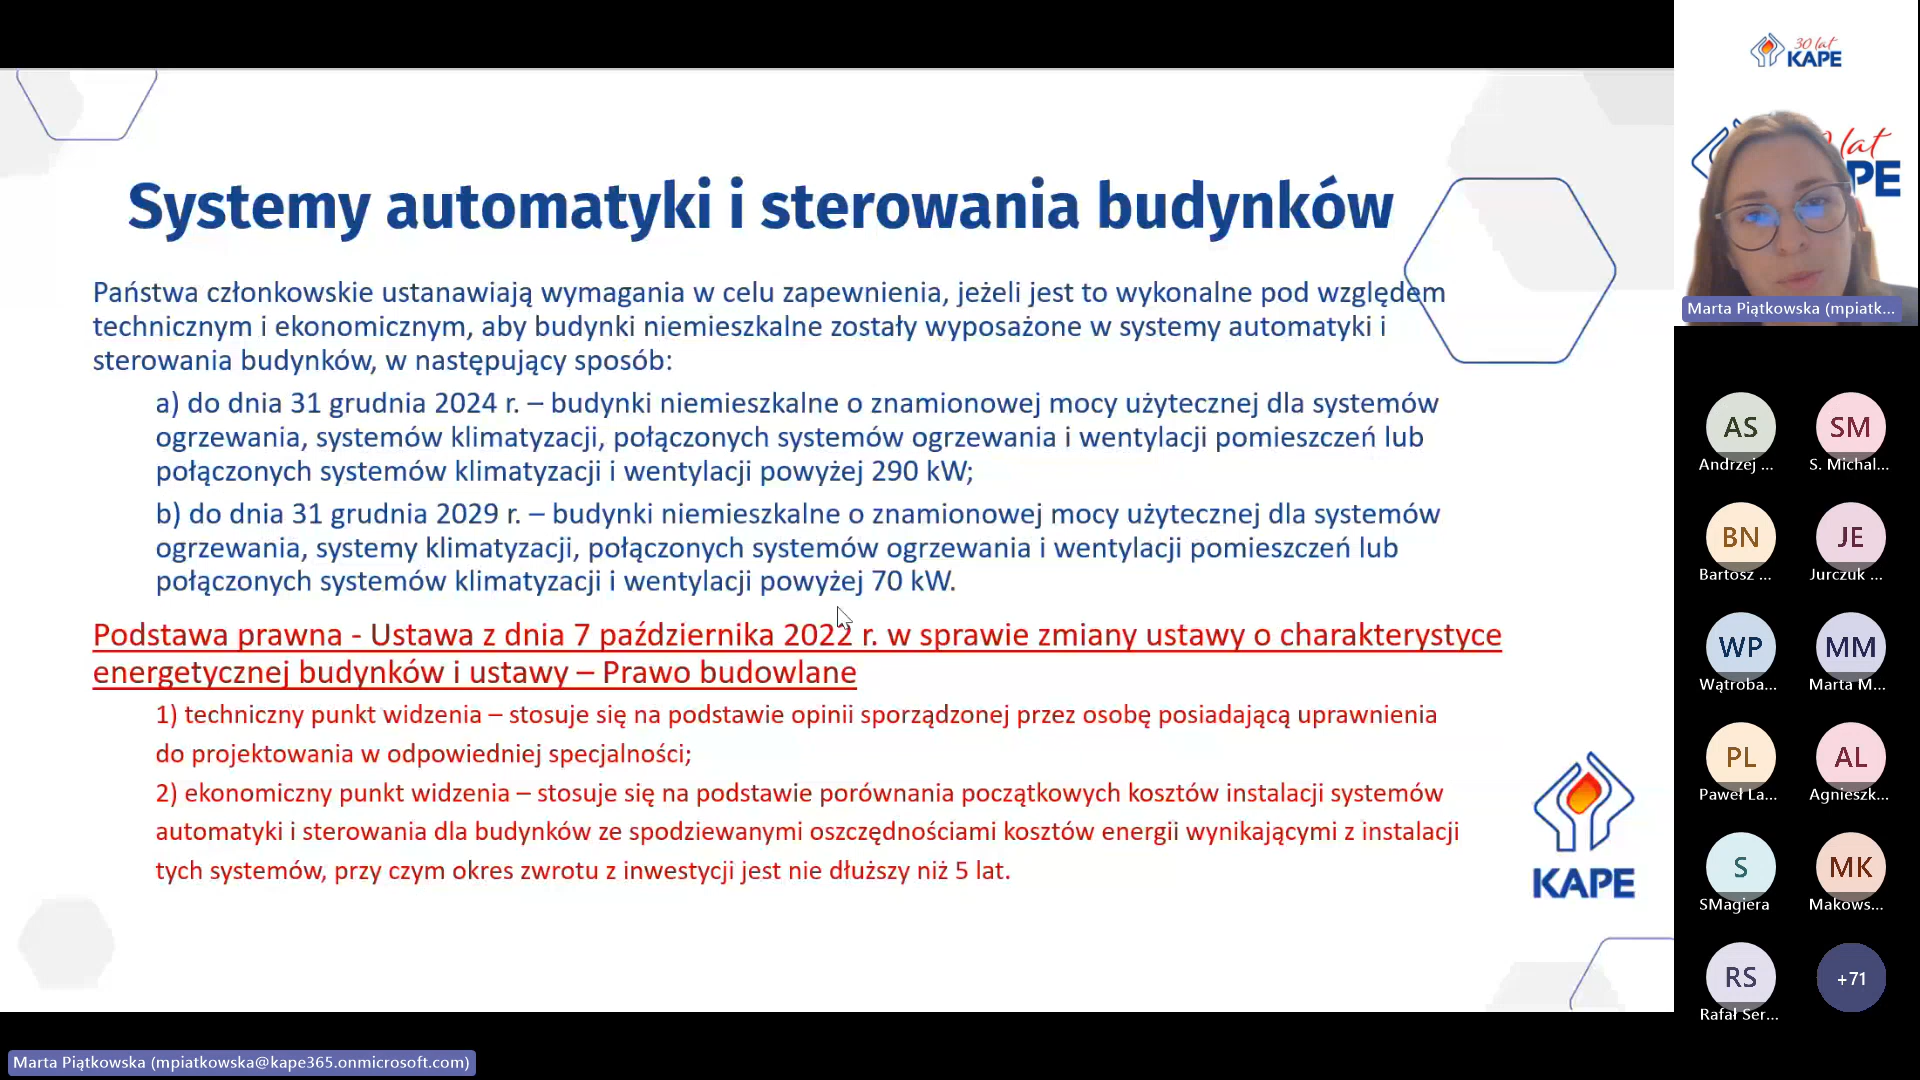 Systemy automatyki i sterowania budynków
Państwa członkowskie ustanawiają wymagania w celu zapewnienia, jeżeli jest to wykonalne pod względem
technicznym i ekonomicznym, aby budynki niemieszkalne zostały wyposażone w systemy automatyki i
sterowania budynków, w następujący sposób:
a) do dnia 31 grudnia 2024 r. – budynki niemieszkalne o znamionowej mocy użytecznej dla systemów
ogrzewania, systemów klimatyzacji, połączonych systemów ogrzewania i wentylacji pomieszczeń lub
połączonych systemów klimatyzacji i wentylacji powyżej 290 kW;
b) do dnia 31 grudnia 2029 r. – budynki niemieszkalne o znamionowej mocy użytecznej dla systemów
ogrzewania, systemy klimatyzacji, połączonych systemów ogrzewania i wentylacji pomieszczeń lub
połączonych systemów klimatyzacji i wentylacji powyżej 70 kW.
Podstawa prawna - Ustawa z dnia 7 października 2022 r. w sprawie zmiany ustawy o charakterystyce
energetycznej budynków i ustawy – Prawo budowlane
1) techniczny punkt widzenia – stosuje się na podstawie opinii sporządzonej przez osobę posiadającą uprawnienia
do projektowania w odpowiedniej specjalności;
2) ekonomiczny punkt widzenia – stosuje się na podstawie porównania początkowych kosztów instalacji systemów
automatyki i sterowania dla budynków ze spodziewanymi oszczędnościami kosztów energii wynikającymi z instalacji
tych systemów, przy czym okres zwrotu z inwestycji jest nie dłuższy niż 5 lat.
KAPE
Marta Piątkowska (mpiatkowska@kape365.onmicrosoft.com)
30 lat
KAPE
lat
PE
Marta Piątkowska (mpiatk...
AS
Andrzej ...
SM
S. Michal...
BN
Bartosz ...
JE
Jurczuk ...
WP
Wątroba...
MM
Marta M...
PL
Paweł La...
AL
Agnieszk...
S
SMagiera
MK
Makows...
RS
Rafał Ser...
+71